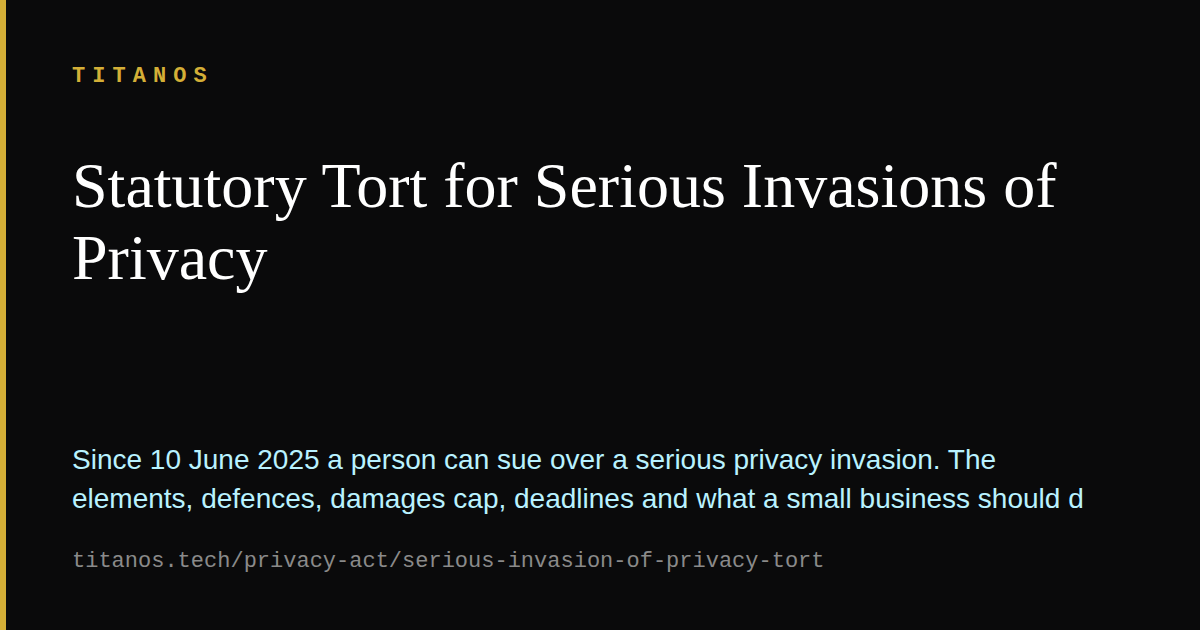 TITANOS
Statutory Tort for Serious Invasions of
Privacy
Since 10 June 2025 a person can sue over a serious privacy invasion. The
elements, defences, damages cap, deadlines and what a small business should d
titanos.tech/privacy-act/serious-invasion-of-privacy-tort